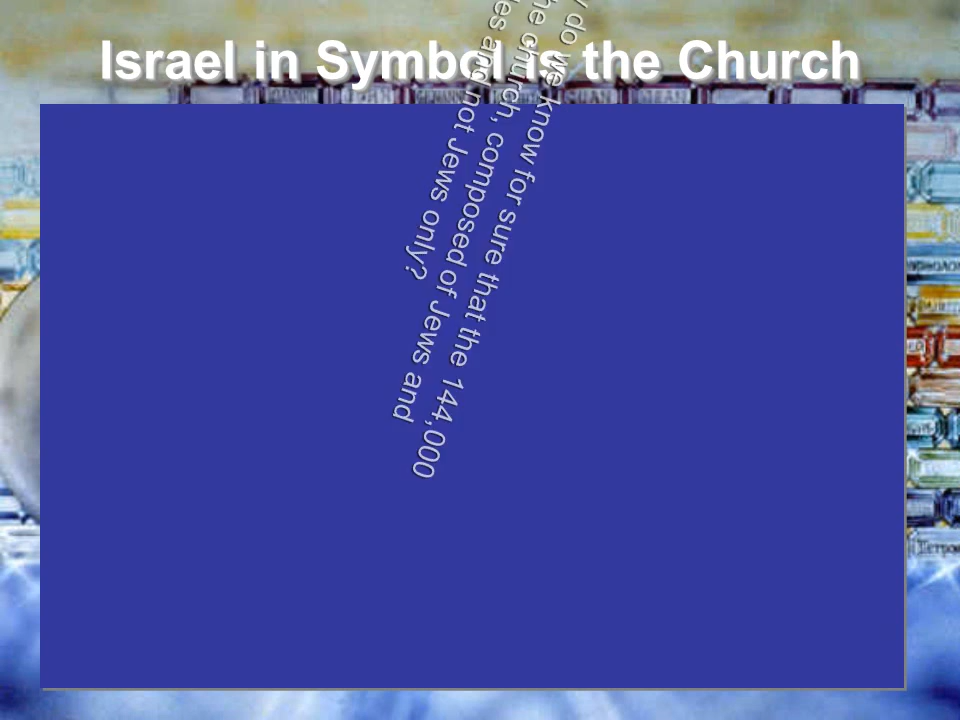 Israel in Symbol is the Church
do we know for sure that the 144,000
church, composed of Jews and
and not Jews only?